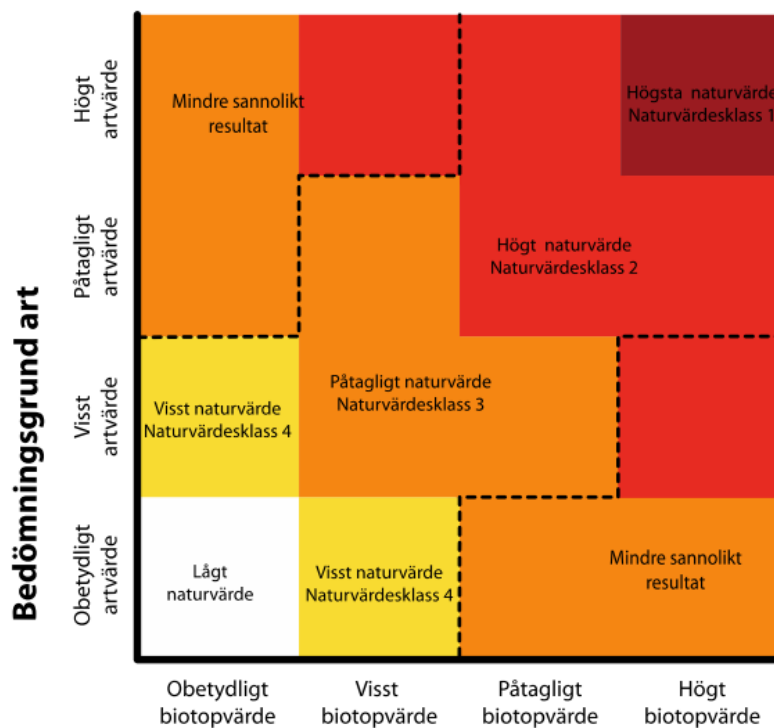 Bedömningsgrund art
Högt
artvärde
Påtagligt
artvärde
Visst
artvärde
Obetydligt
artvärde
Mindre sannolikt
resultat
Högsta naturvärde
Naturvärdesklass 1
Högt naturvärde
Naturvärdesklass 2
Påtagligt naturvärde
Naturvärdesklass 3
Visst naturvärde
Naturvärdesklass 4
Lågt
naturvärde
Visst naturvärde
Naturvärdesklass 4
Mindre sannolikt
resultat
Obetydligt
biotopvärde
Visst
biotopvärde
Påtagligt
biotopvärde
Högt
biotopvärde